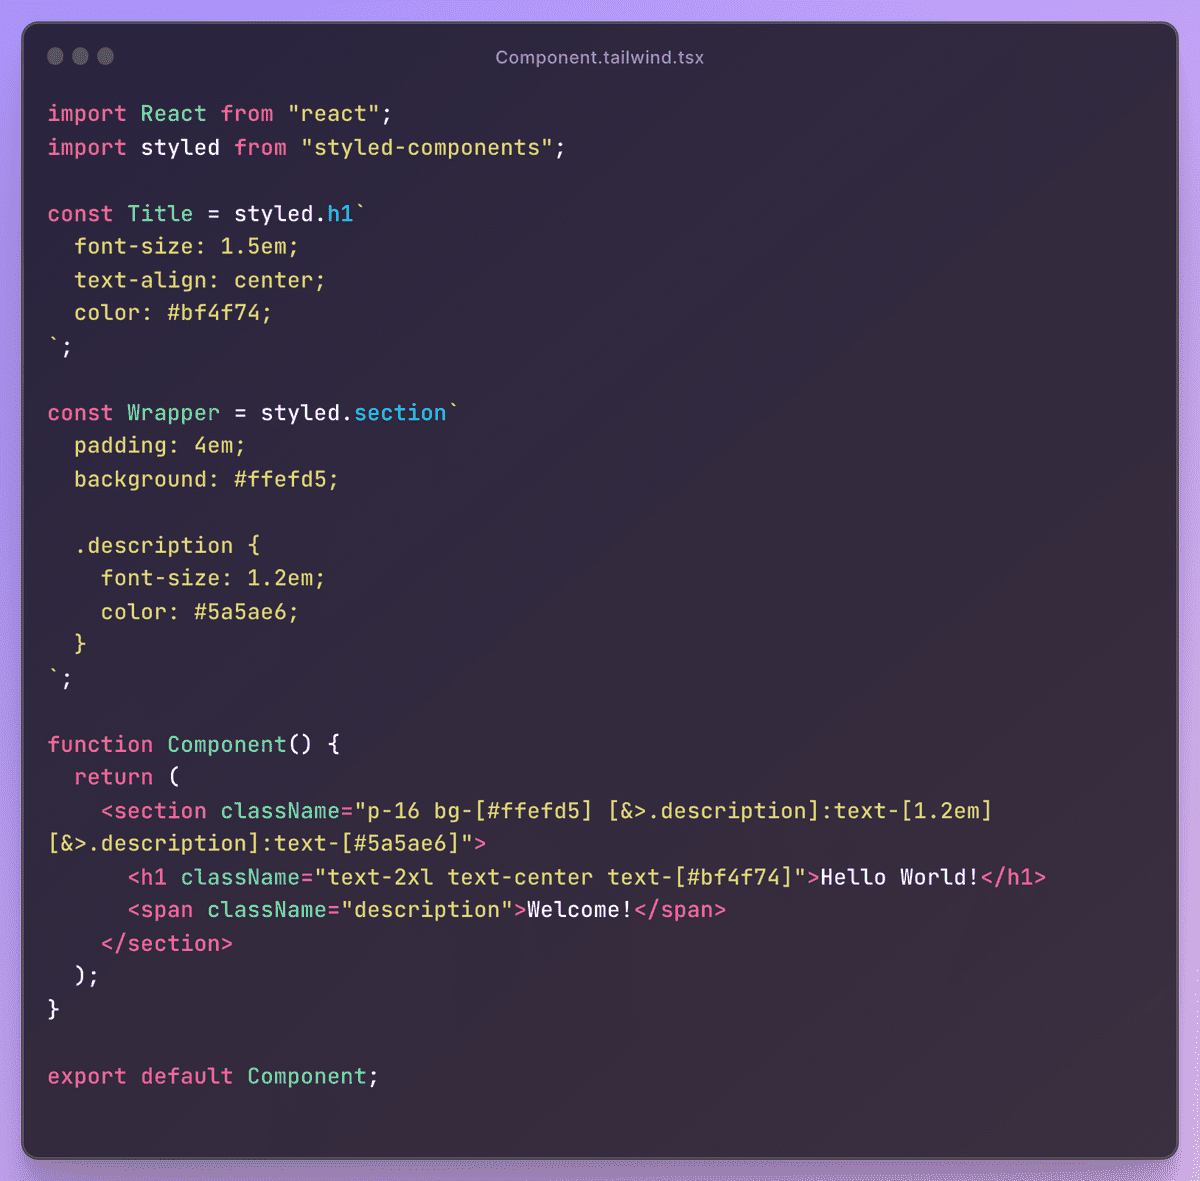 Component.tailwind.tsx
import React from "react";
import styled from "styled-components";
const Title = styled.h1`
  font-size: 1.5em;
  text-align: center;
  color: #bf4f74;
`;
const Wrapper = styled.section`
  padding: 4em;
  background: #ffefd5;
  .description {
    font-size: 1.2em;
    color: #5a5ae6;
  }
`;
function Component() {
  return (
    <section className="p-16 bg-[#ffefd5] [&>.description]:text-[1.2em]
[&>.description]:text-[#5a5ae6]">
      <h1 className="text-2xl text-center text-[#bf4f74]">Hello World!</h1>
      <span className="description">Welcome!</span>
    </section>
  );
}
export default Component;